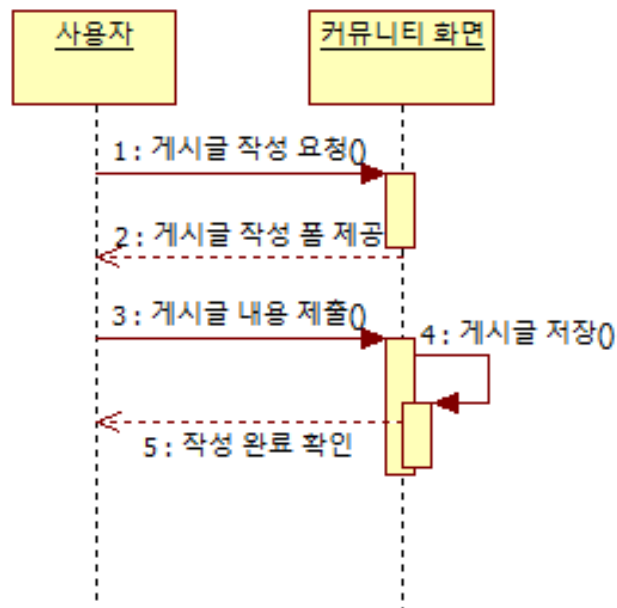 사용자
커뮤니티 화면
1 : 게시글 작성 요청()
2 : 게시글 작성 폼 제공
3 : 게시글 내용 제출()
4 : 게시글 저장()
5 : 작성 완료 확인